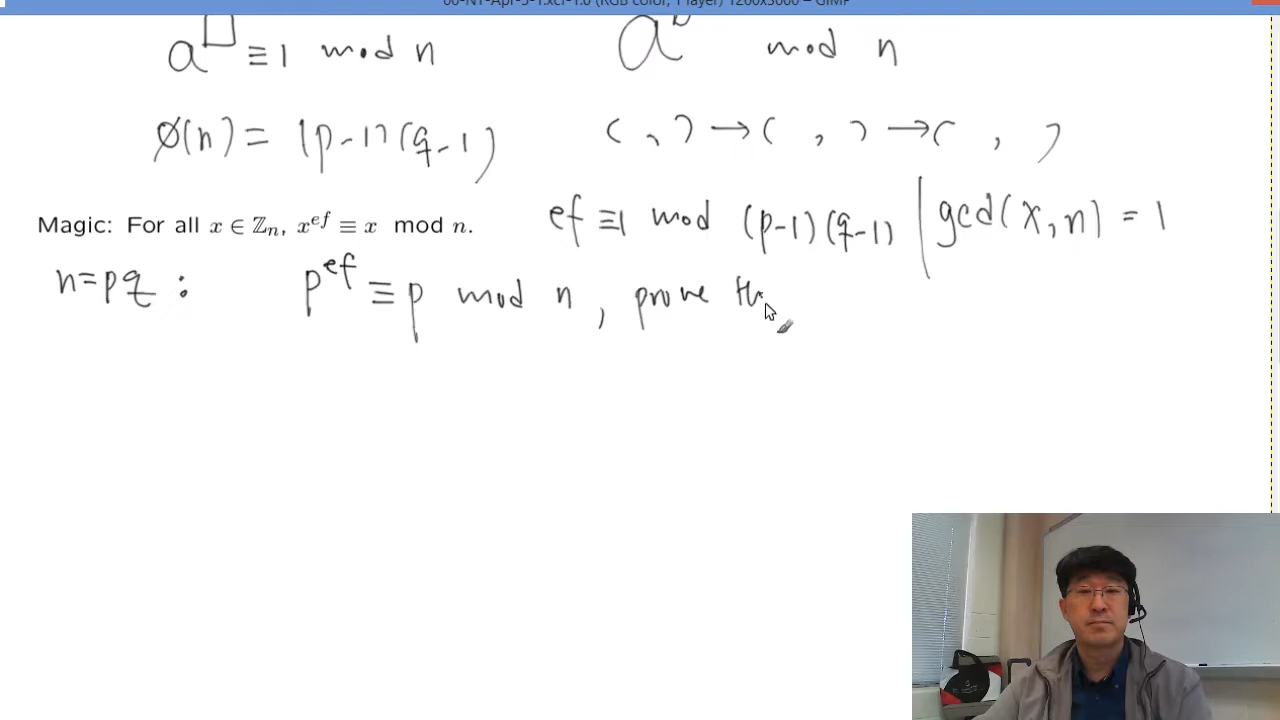 a^□ ≡ 1 mod n
a^b mod n
ø(n) = (p-1)(q-1)
( , ) → ( , ) → ( , )
Magic: For all x ∈ ℤn, x^ef ≡ x mod n.
ef ≡ 1 mod (p-1)(q-1) | gcd(x,n) = 1
n=pq : p^ef ≡ p mod n, prove th